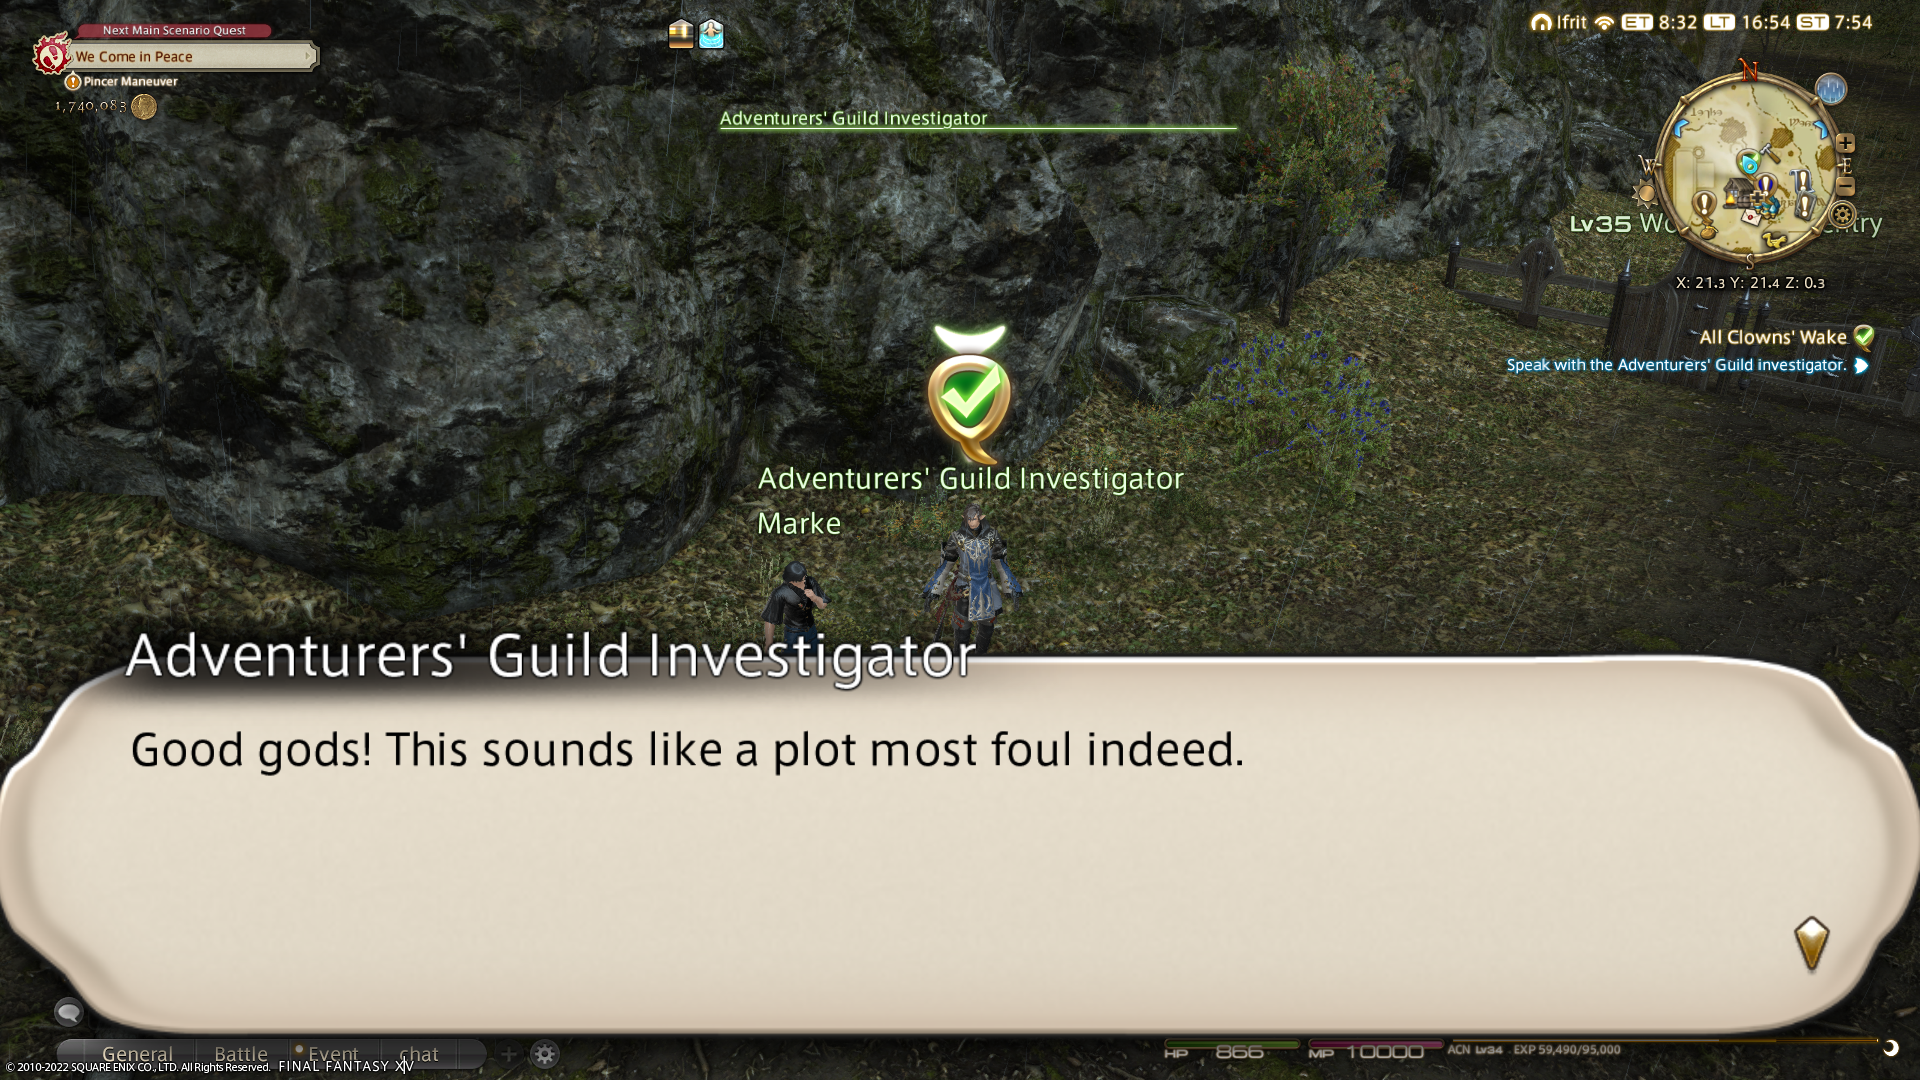 Next Main Scenario Quest
We Come in Peace
Pincer Maneuver
1,740,083
Ifrit ET 8:32 LT 16:54 ST 7:54
Adventurers' Guild Investigator
N
W
E
S
Lv35
X: 21.3 Y: 21.4 Z: 0.3
All Clowns' Wake
Speak with the Adventurers' Guild investigator.
Adventurers' Guild Investigator
Marke
Adventurers' Guild Investigator
Good gods! This sounds like a plot most foul indeed.
General Battle Event chat
HP 866 MP 10000 ACN Lv34 EXP 59,490/95,000
© 2010-2022 SQUARE ENIX CO., LTD. All Rights Reserved. FINAL FANTASY XIV